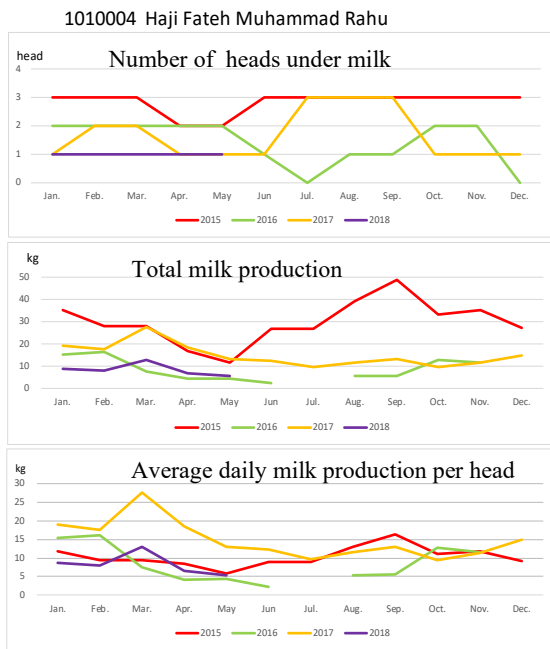 1010004 Haji Fateh Muhammad Rahu
head
Number of heads under milk
4
3
2
1
0
Jan. Feb. Mar. Apr. May Jun Jul. Aug. Sep. Oct. Nov. Dec.
2015 2016 2017 2018
kg
Total milk production
50
40
30
20
10
0
Jan. Feb. Mar. Apr. May Jun Jul. Aug. Sep. Oct. Nov. Dec.
2015 2016 2017 2018
kg
Average daily milk production per head
30
25
20
15
10
5
0
Jan. Feb. Mar. Apr. May Jun Jul. Aug. Sep. Oct. Nov. Dec.
2015 2016 2017 2018